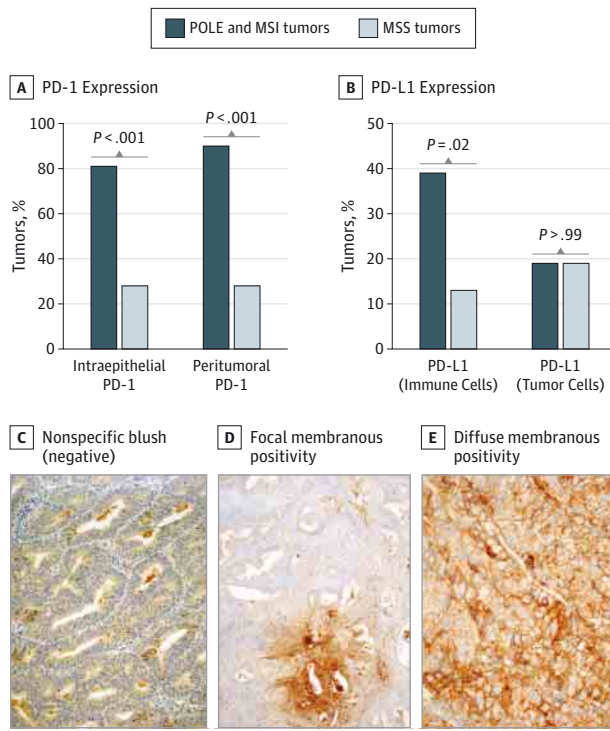 POLE and MSI tumors MSS tumors
A PD-1 Expression
100
80
60
40
20
0
Tumors, %
P < .001
P < .001
Intraepithelial
PD-1
Peritumoral
PD-1
B PD-L1 Expression
50
40
30
20
10
0
Tumors, %
P = .02
P > .99
PD-L1
(Immune Cells)
PD-L1
(Tumor Cells)
C Nonspecific blush
(negative)
D Focal membranous
positivity
E Diffuse membranous
positivity